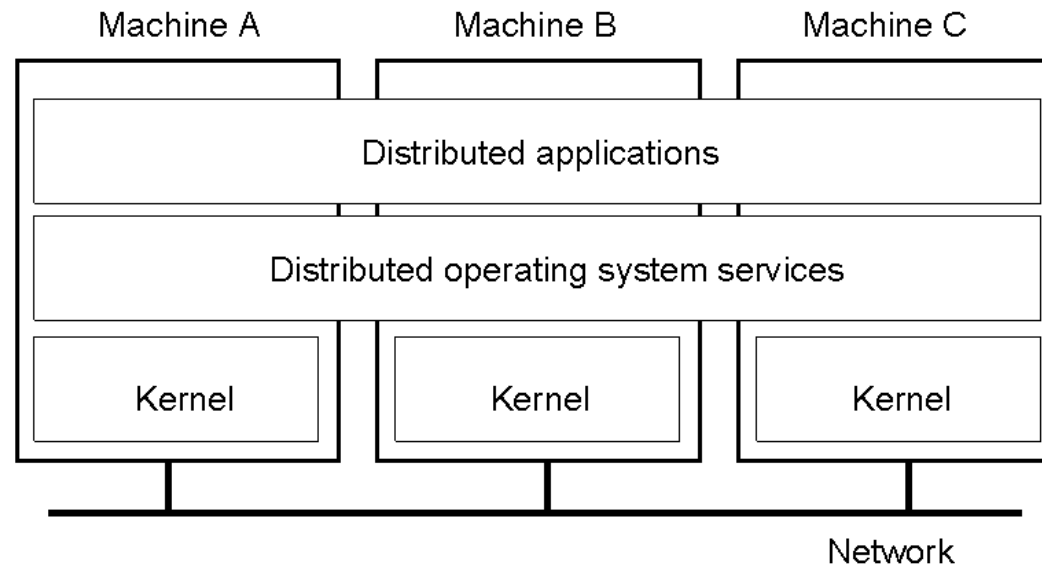 Machine A
Machine B
Machine C
Distributed applications
Distributed operating system services
Kernel
Kernel
Kernel
Network